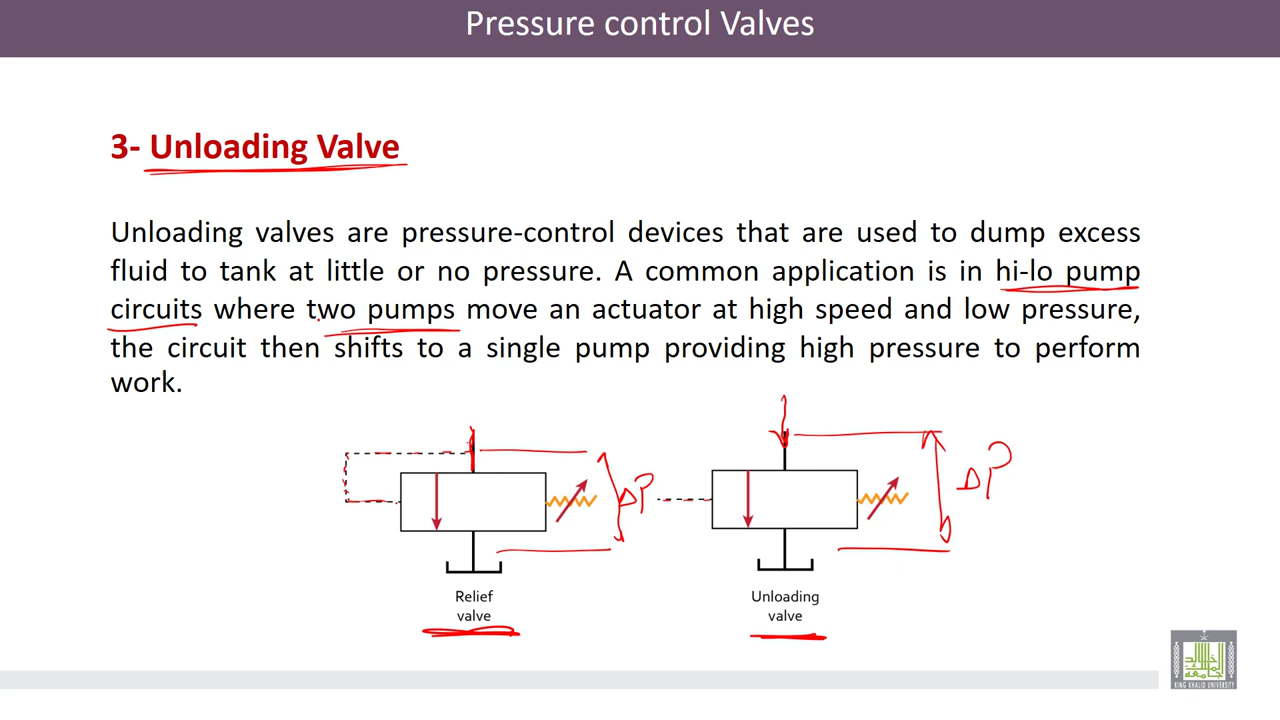 Pressure control Valves
3- Unloading Valve
Unloading valves are pressure-control devices that are used to dump excess
fluid to tank at little or no pressure. A common application is in hi-lo pump
circuits where two pumps move an actuator at high speed and low pressure,
the circuit then shifts to a single pump providing high pressure to perform
work.
ΔP
ΔP
Relief
valve
Unloading
valve
KING KHALID UNIVERSITY